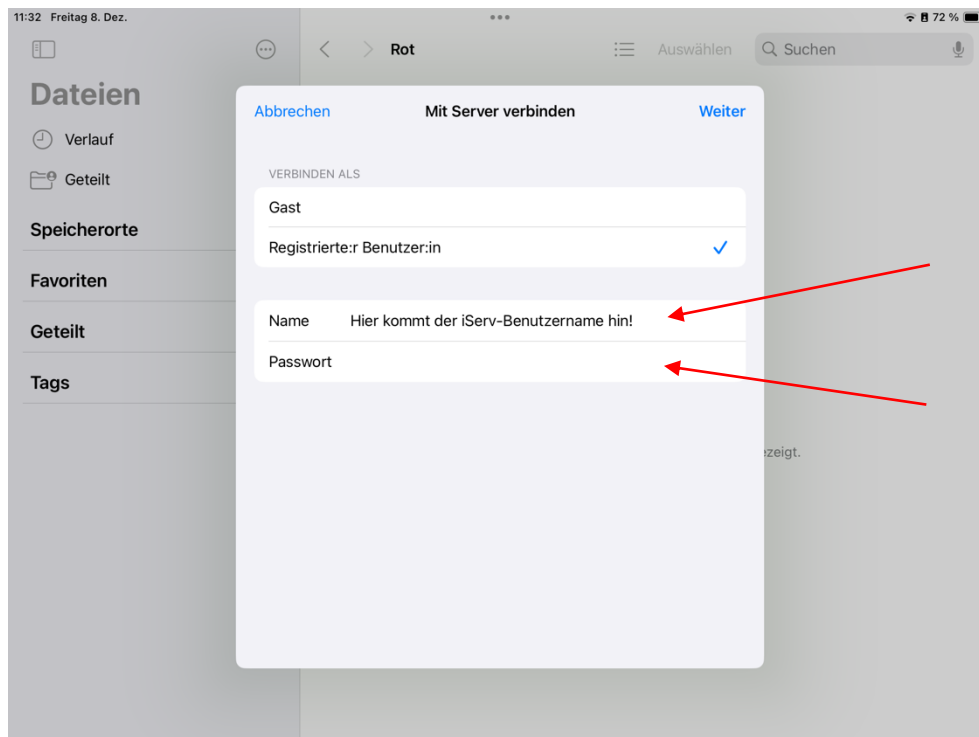 11:32 Freitag 8. Dez.
72 %
Rot
Auswählen
Suchen
Dateien
Verlauf
Geteilt
Speicherorte
Favoriten
Geteilt
Tags
Abbrechen
Mit Server verbinden
Weiter
VERBINDEN ALS
Gast
Registrierte:r Benutzer:in
Name
Hier kommt der iServ-Benutzername hin!
Passwort